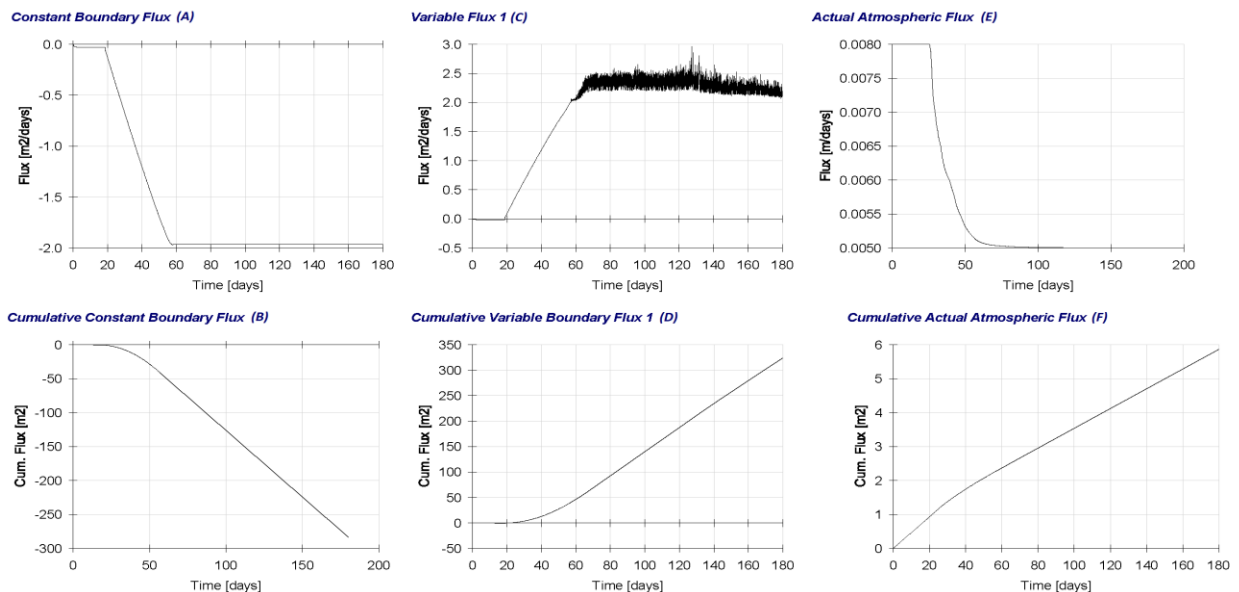 Constant Boundary Flux (A)
Variable Flux 1 (C)
Actual Atmospheric Flux (E)
Flux [m2/days]
0.0
-0.5
-1.0
-1.5
-2.0
0 20 40 60 80 100 120 140 160 180
Time [days]
Flux [m2/days]
3.0
2.5
2.0
1.5
1.0
0.5
0.0
-0.5
0 20 40 60 80 100 120 140 160 180
Time [days]
Flux [m/days]
0.0080
0.0075
0.0065
0.0060
0.0055
0.0050
0 50 100 150 200
Time [days]
Cumulative Constant Boundary Flux (B)
Cumulative Variable Boundary Flux 1 (D)
Cumulative Actual Atmospheric Flux (F)
Cum. Flux [m2]
0
-50
-100
-150
-200
-250
-300
0 50 100 150 200
Time [days]
Cum. Flux [m2]
350
300
250
200
150
100
50
0
-50
0 20 40 60 80 100 120 140 160 180
Time [days]
Cum. Flux [m2]
6
5
4
3
2
1
0
0 20 40 60 80 100 120 140 160 180
Time [days]